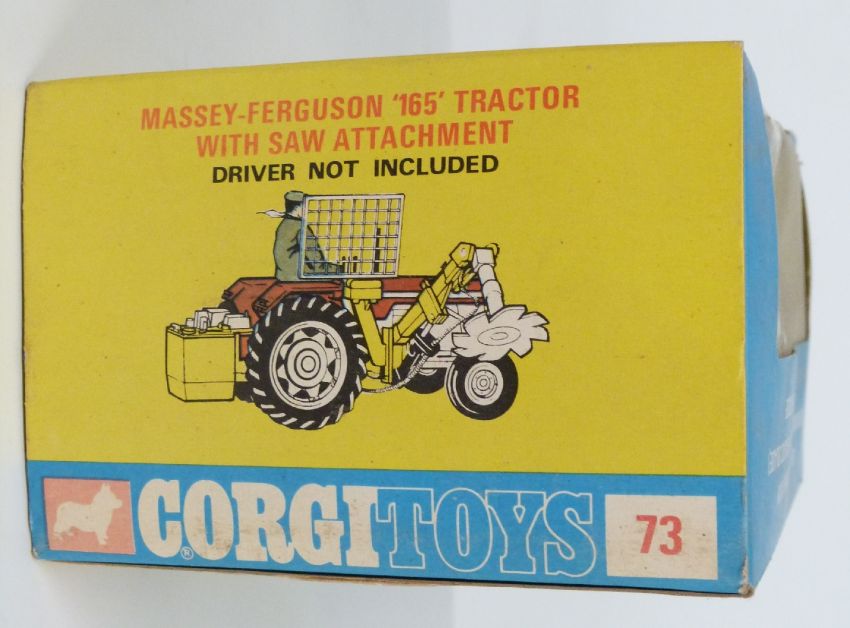 MASSEY-FERGUSON '165' TRACTOR
WITH SAW ATTACHMENT
DRIVER NOT INCLUDED
CORGI TOYS
®
73